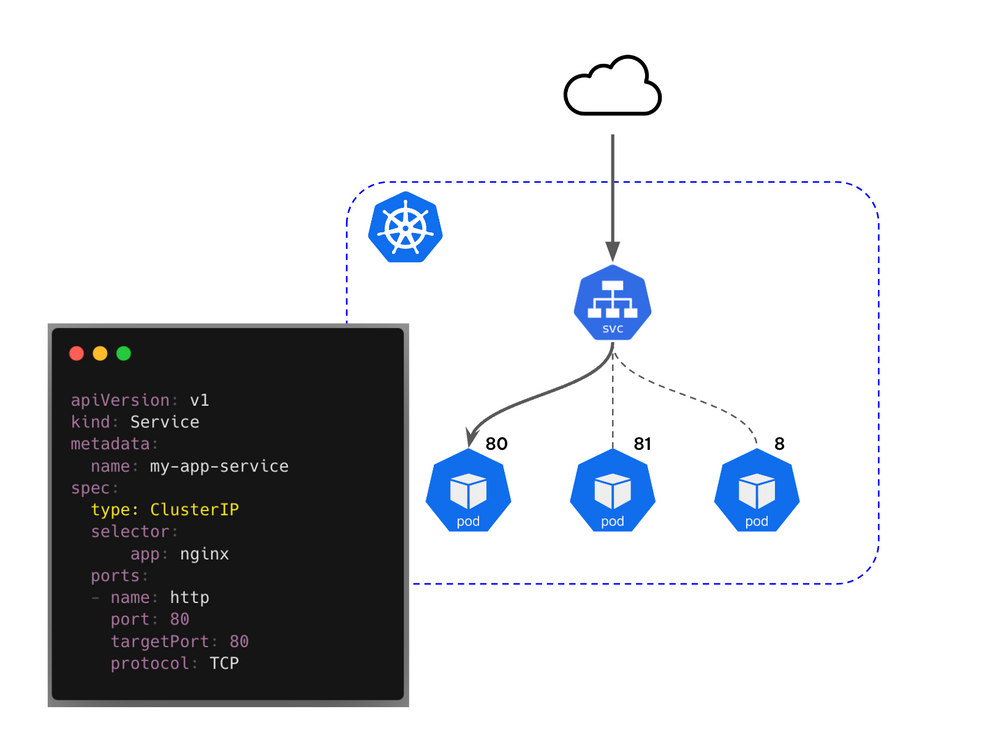 svc
80
81
8
pod
pod
pod
apiVersion: v1
kind: Service
metadata:
  name: my-app-service
spec:
  type: ClusterIP
  selector:
      app: nginx
  ports:
  - name: http
    port: 80
    targetPort: 80
    protocol: TCP